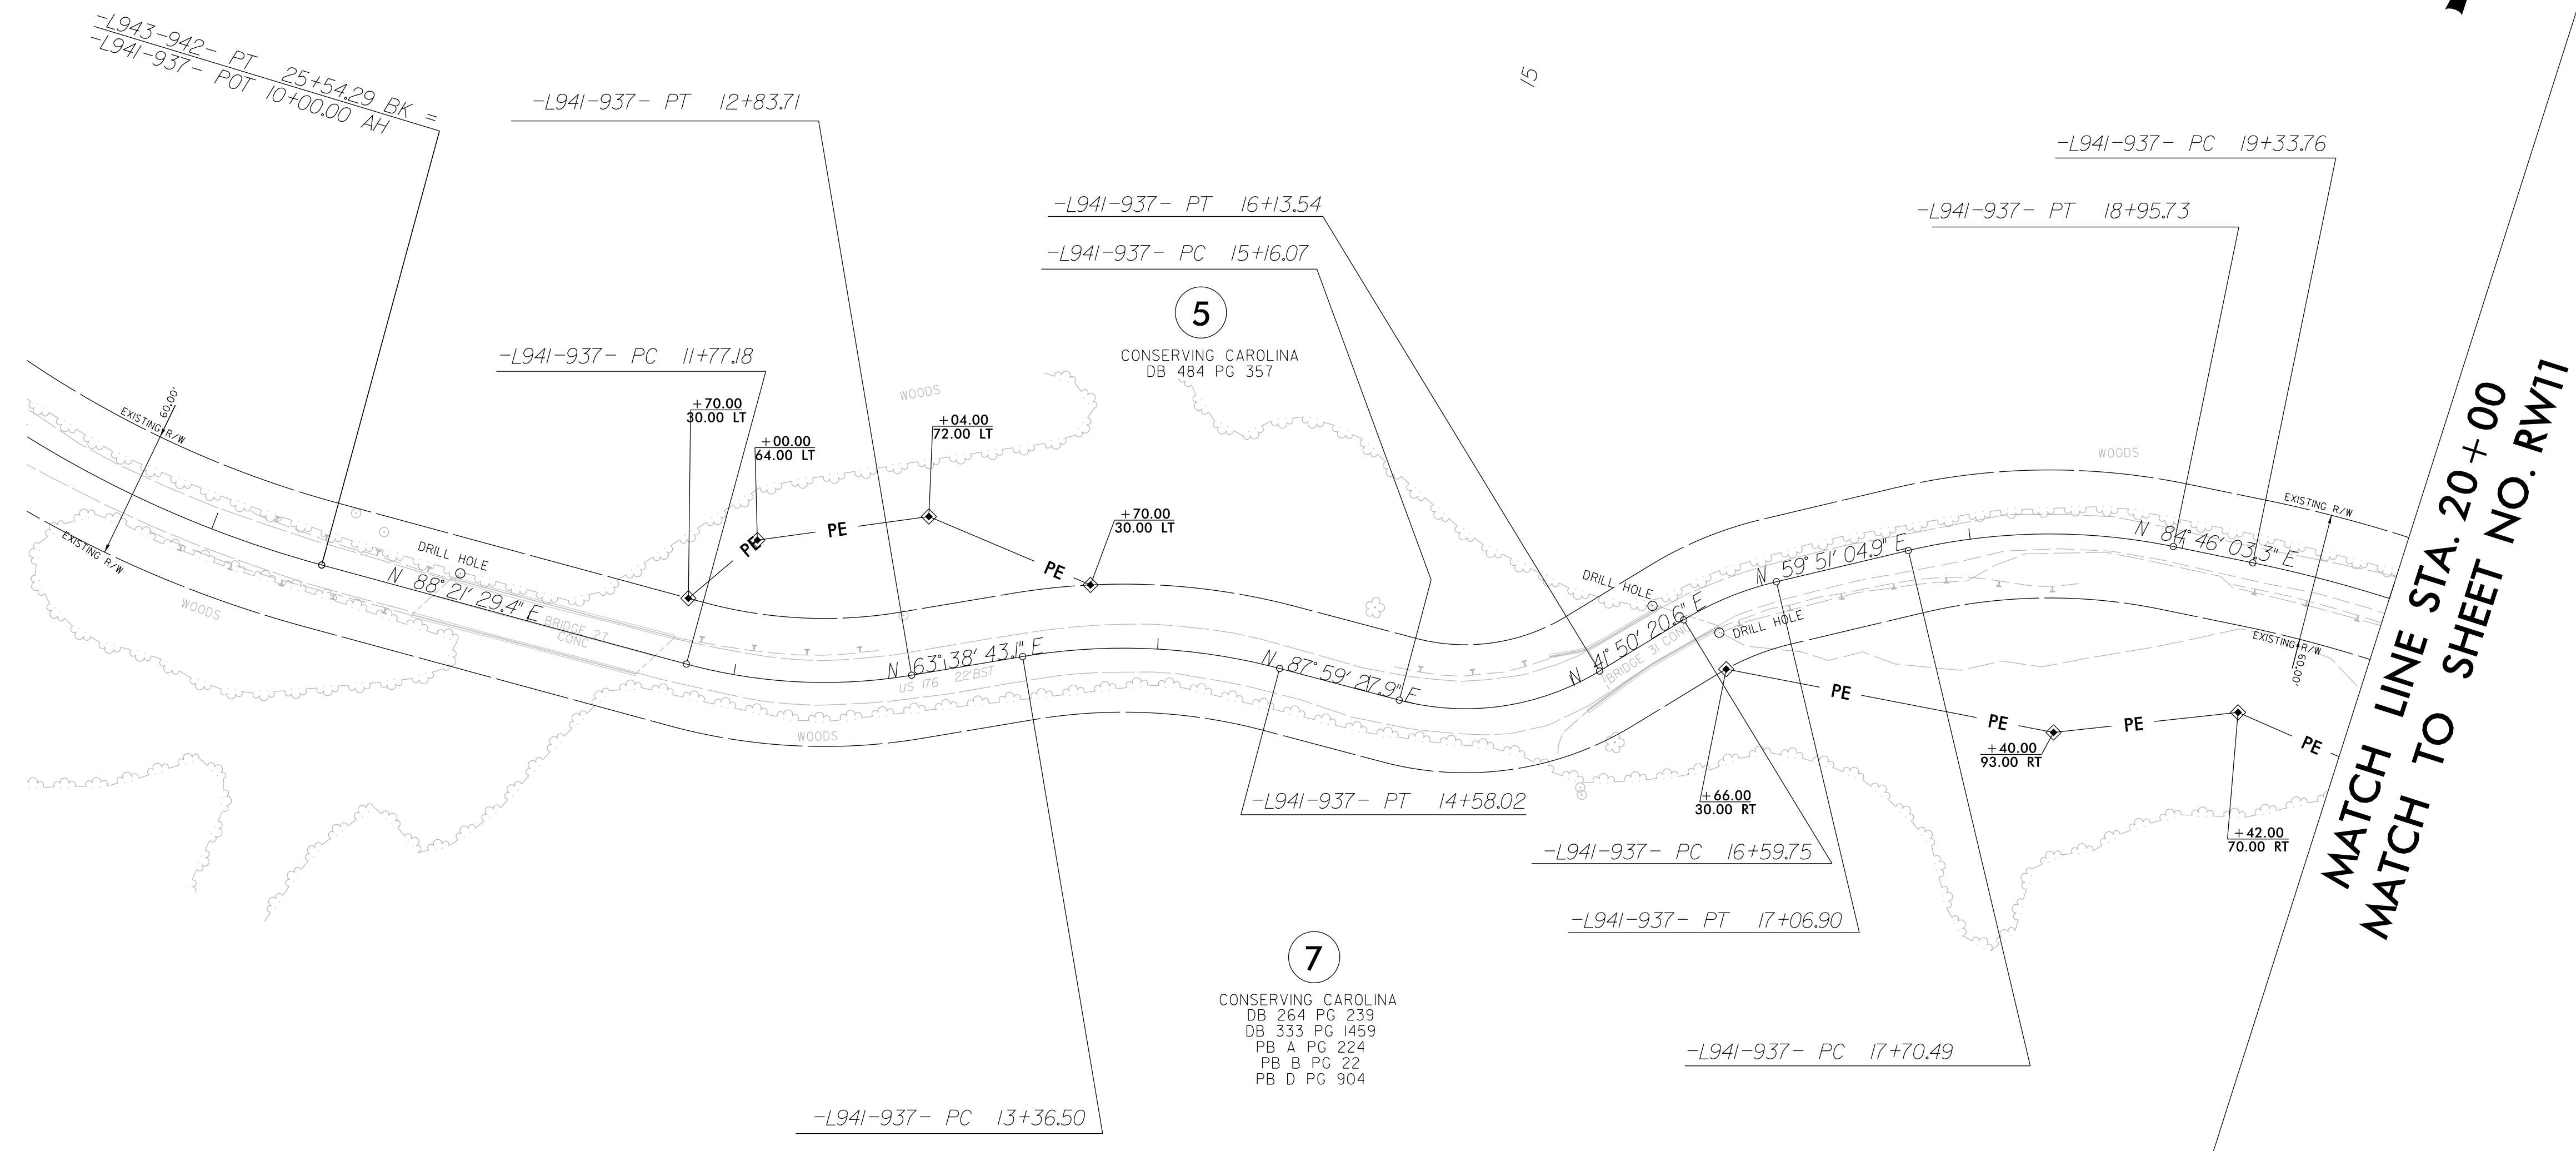 -L943-942- PT 25+54.29 BK =
-L941-937- POT 10+00.00 AH
-L941-937- PT 12+83.71
15
-L941-937- PC 19+33.76
-L941-937- PT 16+13.54
-L941-937- PT 18+95.73
-L941-937- PC 15+16.07
5
CONSERVING CAROLINA
DB 484 PG 357
-L941-937- PC 11+77.18
WOODS
+70.00
30.00 LT
+04.00
72.00 LT
+00.00
64.00 LT
60.00'
EXISTING R/W
EXISTING R/W
WOODS
DRILL HOLE
N 88° 21' 29.4" E
BRIDGE 27
CONC
PE
PE
PE
+70.00
30.00 LT
N 63° 38' 43.1" E
US 176 22'BST
WOODS
N 87° 59' 27.9" E
DRILL HOLE
N 41° 50' 20.6" E
BRIDGE 31 CONC
DRILL HOLE
N 59° 51' 04.9" E
WOODS
N 84° 46' 03.3" E
EXISTING R/W
EXISTING R/W
60.00'
PE
PE
PE
PE
+40.00
93.00 RT
+66.00
30.00 RT
+42.00
70.00 RT
-L941-937- PT 14+58.02
-L941-937- PC 16+59.75
-L941-937- PT 17+06.90
7
CONSERVING CAROLINA
DB 264 PG 239
DB 333 PG 1459
PB A PG 224
PB B PG 22
PB D PG 904
-L941-937- PC 17+70.49
-L941-937- PC 13+36.50
MATCH LINE STA. 20+00
MATCH TO SHEET NO. RW11